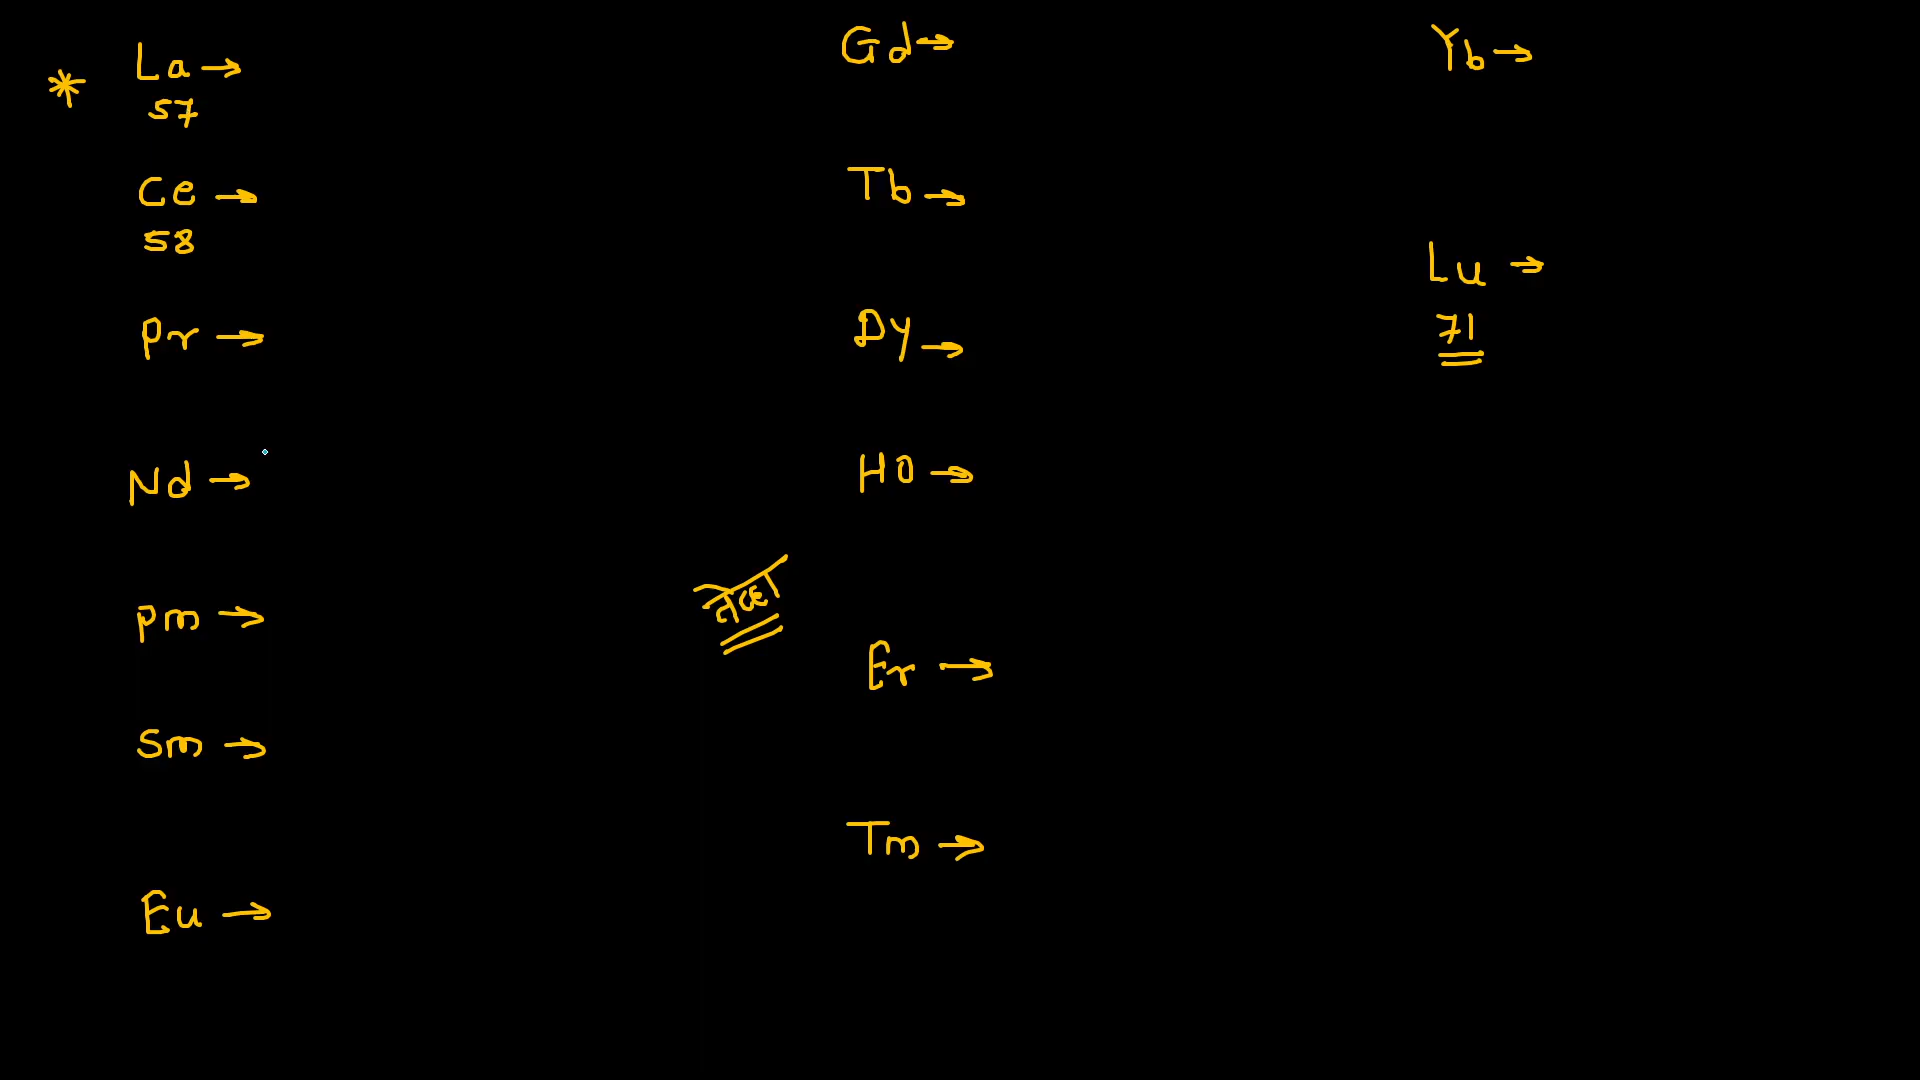 * La →
57
Ce →
58
Pr →
Nd →
Pm →
Sm →
Eu →
Gd →
Tb →
Dy →
Ho →
Er →
Tm →
Yb →
Lu →
71